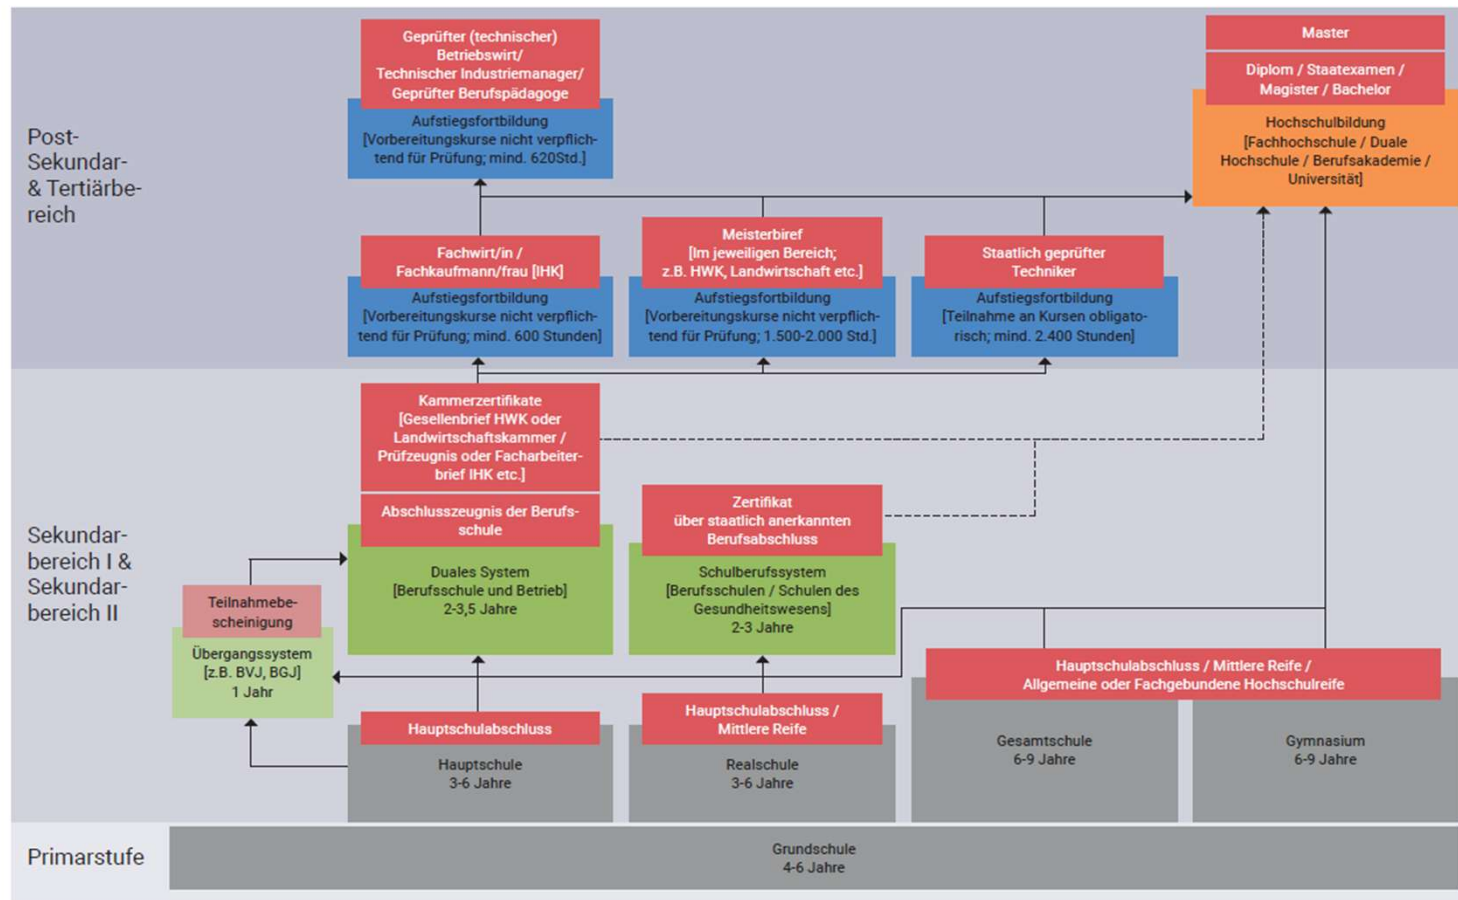 Geprüfter (technischer)
Betriebswirt/
Technischer Industriemanager/
Geprüfter Berufspädagoge
Aufstiegsfortbildung
[Vorbereitungskurse nicht verpflich-
tend für Prüfung; mind. 620Std.]
Master
Diplom / Staatexamen /
Magister / Bachelor
Hochschulbildung
[Fachhochschule / Duale
Hochschule / Berufsakademie /
Universität]
Post-
Sekundar-
& Tertiärbe-
reich
Fachwirt/in /
Fachkaufmann/frau [IHK]
Aufstiegsfortbildung
[Vorbereitungskurse nicht verpflich-
tend für Prüfung; mind. 600 Stunden]
Meisterbiref
[Im jeweiligen Bereich;
z.B. HWK, Landwirtschaft etc.]
Aufstiegsfortbildung
[Vorbereitungskurse nicht verpflich-
tend für Prüfung; 1.500-2.000 Std.]
Staatlich geprüfter
Techniker
Aufstiegsfortbildung
[Teilnahme an Kursen obligato-
risch; mind. 2.400 Stunden]
Kammerzertifikate
[Gesellenbrief HWK oder
Landwirtschaftskammer /
Prüfzeugnis oder Facharbeiter-
brief IHK etc.]
Abschlusszeugnis der Berufs-
schule
Duales System
[Berufsschule und Betrieb]
2-3,5 Jahre
Zertifikat
über staatlich anerkannten
Berufsabschluss
Schulberufssystem
[Berufsschulen / Schulen des
Gesundheitswesens]
2-3 Jahre
Sekundar-
bereich I &
Sekundar-
bereich II
Teilnahmebe-
scheinigung
Übergangssystem
[z.B. BVJ, BGJ]
1 Jahr
Hauptschulabschluss
Hauptschule
3-6 Jahre
Hauptschulabschluss /
Mittlere Reife
Realschule
3-6 Jahre
Hauptschulabschluss / Mittlere Reife /
Allgemeine oder Fachgebundene Hochschulreife
Gesamtschule
6-9 Jahre
Gymnasium
6-9 Jahre
Primarstufe
Grundschule
4-6 Jahre